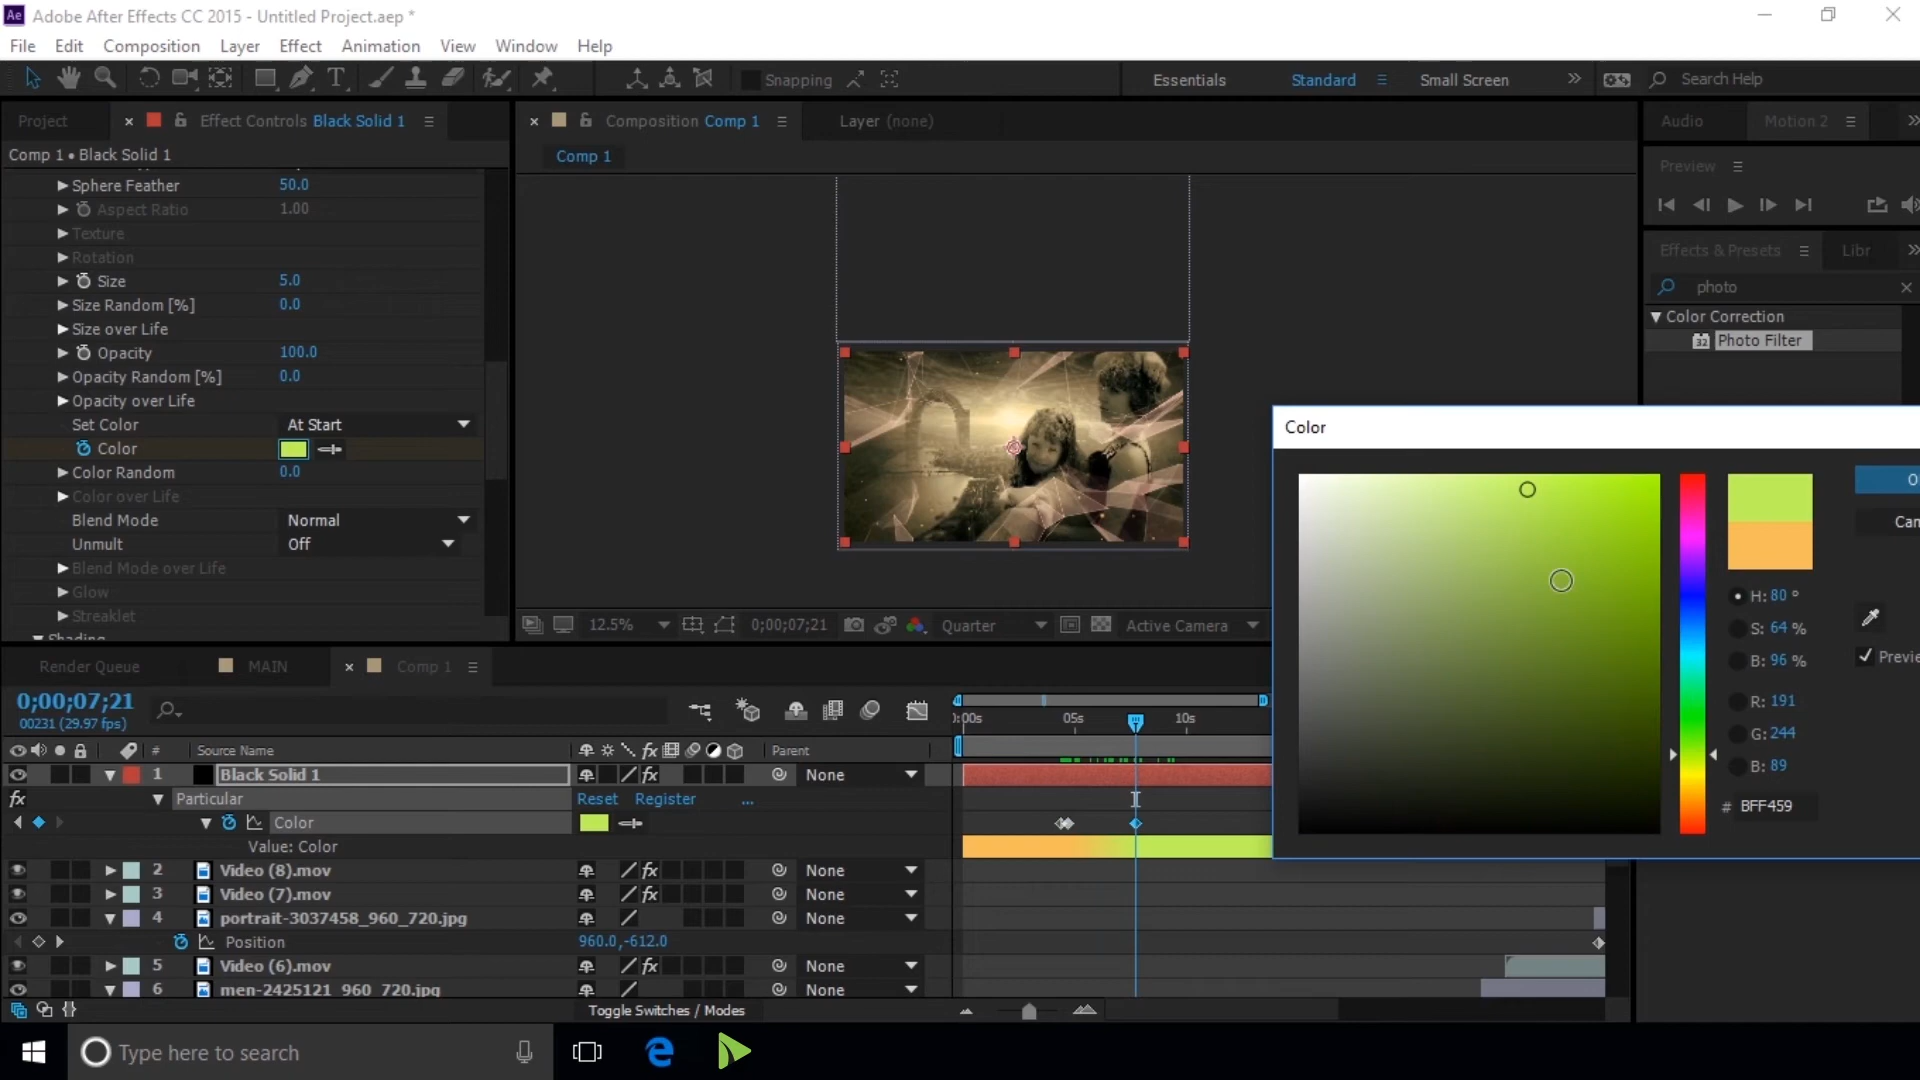 Ae Adobe After Effects CC 2015 - Untitled Project.aep *
File Edit Composition Layer Effect Animation View Window Help
T Snapping Essentials Standard Small Screen Search Help
Project Effect Controls Black Solid 1 Composition Comp 1 Layer (none) Audio Motion 2
Comp 1 • Black Solid 1 Comp 1
Preview
Sphere Feather 50.0
Aspect Ratio 1.00
Texture
Rotation
Effects & Presets Libr
Size 5.0
photo
Size Random [%] 0.0
Color Correction
Size over Life
32 Photo Filter
Opacity 100.0
Opacity Random [%] 0.0
Opacity over Life
Set Color At Start
Color
Color
Color Random 0.0
Color over Life
Blend Mode Normal
Can
Unmult Off
Blend Mode over Life
Glow
Streaklet
Shading
H: 80 °
S: 64 %
B: 96 %
Previe
R: 191
G: 244
B: 89
# BFF459
12.5% 0;00;07;21 Quarter Active Camera
Render Queue MAIN Comp 1
0;00;07;21
00231 (29.97 fps)
:00s 05s 10s
# Source Name fx Parent
1 Black Solid 1 fx None
fx Particular Reset Register ...
Color
Value: Color
2 Video (8).mov fx None
3 Video (7).mov fx None
4 portrait-3037458_960_720.jpg None
Position 960.0,-612.0
5 Video (6).mov fx None
6 men-2425121_960_720.jpg None
Toggle Switches / Modes
Type here to search